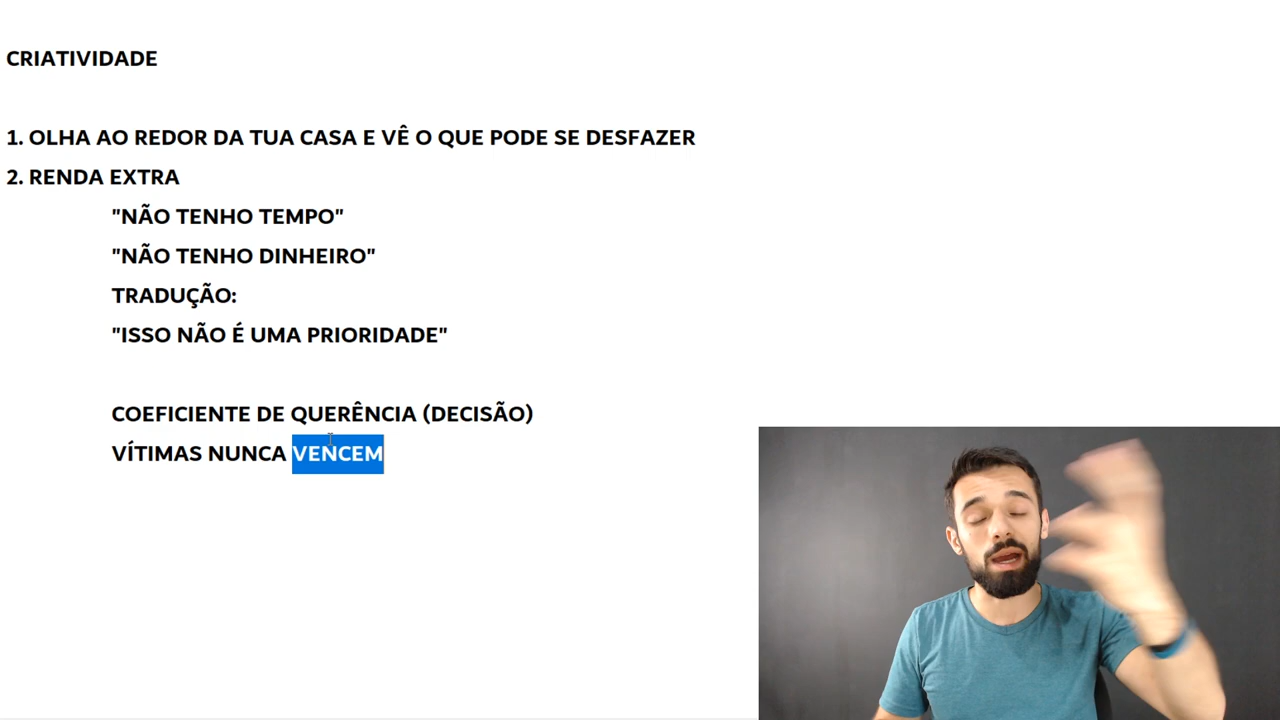 CRIATIVIDADE
1. OLHA AO REDOR DA TUA CASA E VÊ O QUE PODE SE DESFAZER
2. RENDA EXTRA
"NÃO TENHO TEMPO"
"NÃO TENHO DINHEIRO"
TRADUÇÃO:
"ISSO NÃO É UMA PRIORIDADE"
COEFICIENTE DE QUERÊNCIA (DECISÃO)
VÍTIMAS NUNCA VENCEM